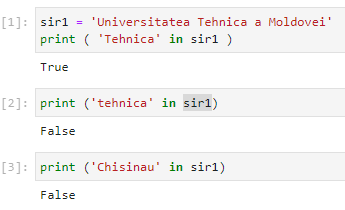 [1]: sir1 = 'Universitatea Tehnica a Moldovei'
print ( 'Tehnica' in sir1 )
True
[2]: print ('tehnica' in sir1)
False
[3]: print ('Chisinau' in sir1)
False